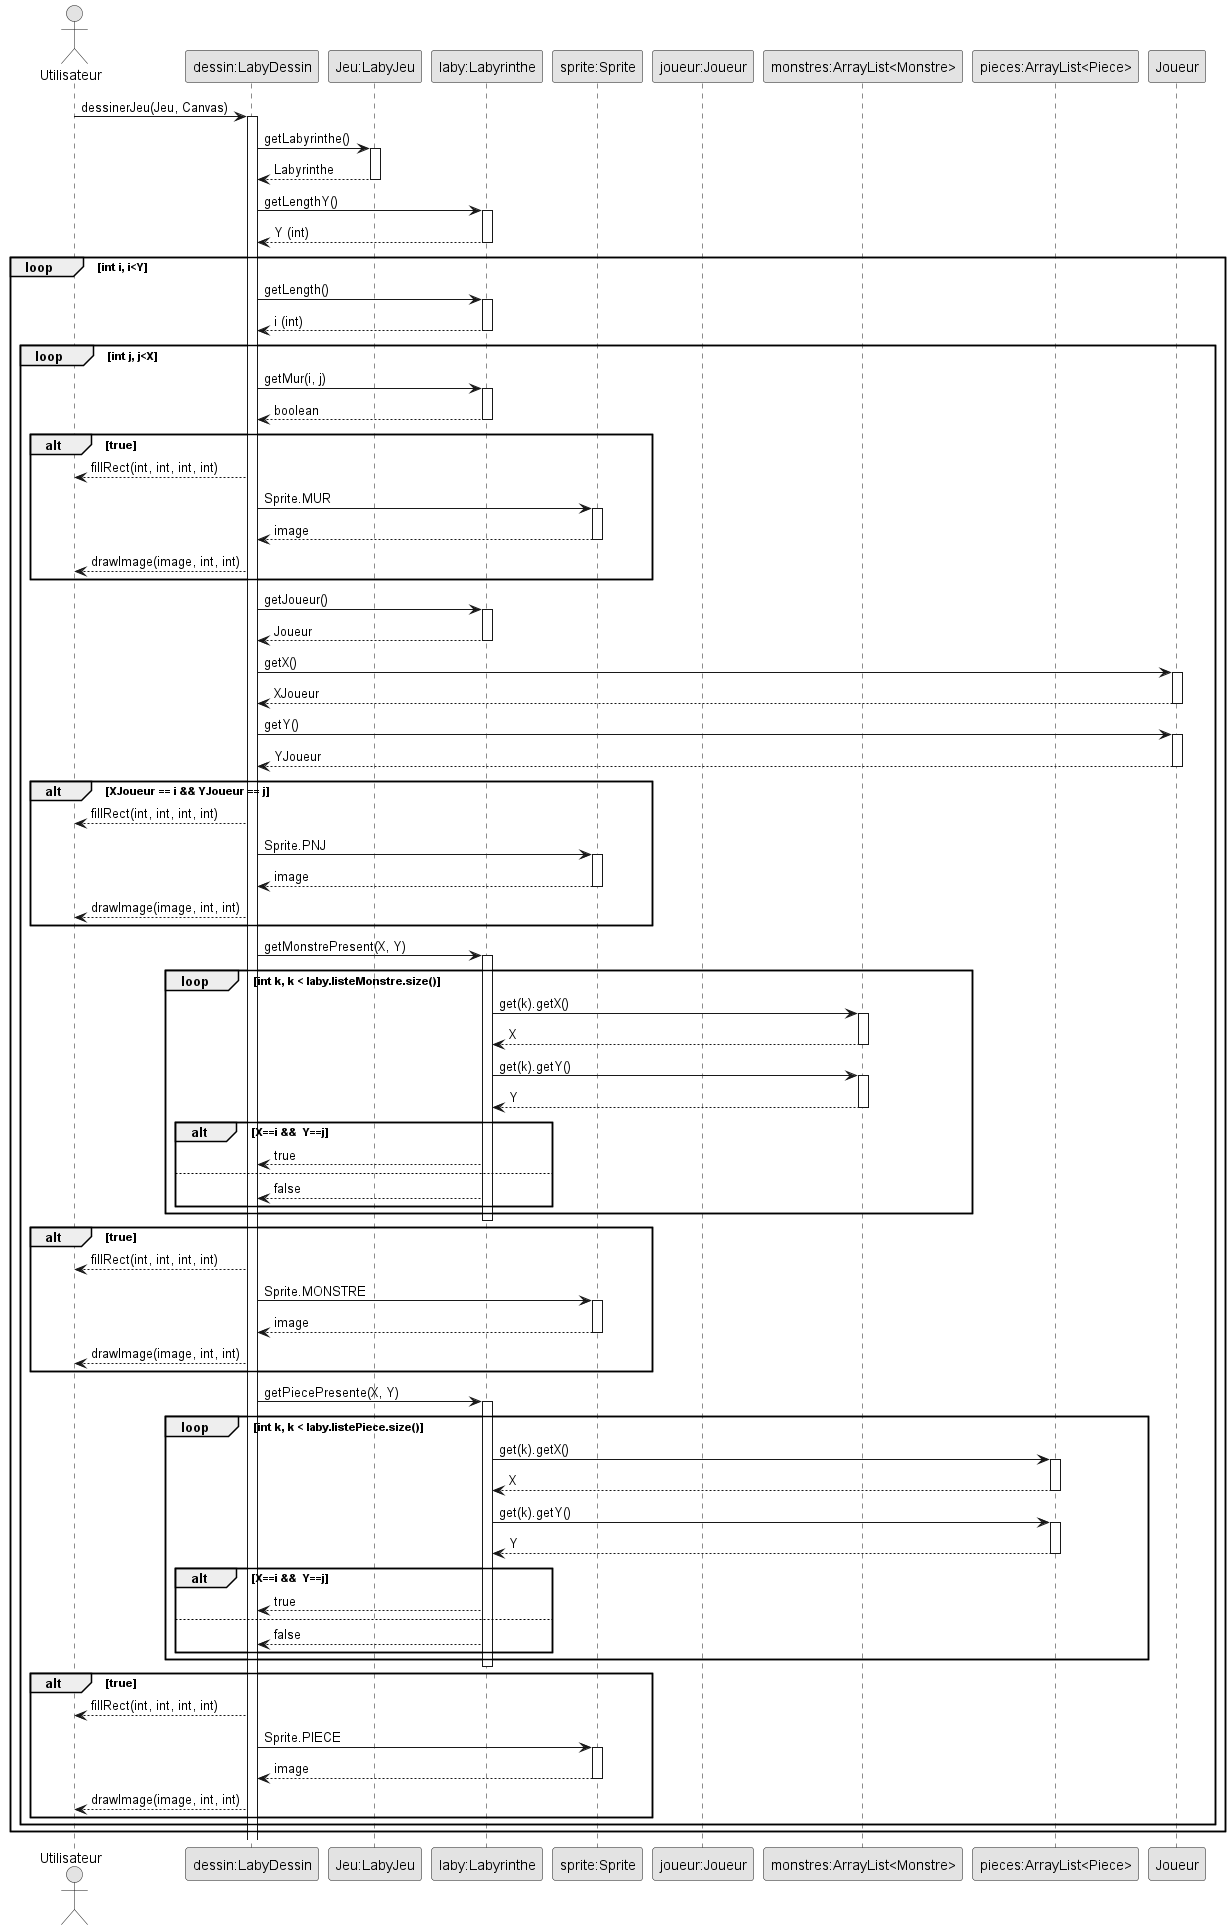 Utilisateur
dessin:LabyDessin Jeu:LabyJeu laby:Labyrinthe sprite:Sprite joueur:Joueur monstres:ArrayList<Monstre> pieces:ArrayList<Piece> Joueur
dessinerJeu(Jeu, Canvas)
getLabyrinthe()
Labyrinthe
getLengthY()
Y (int)
loop [int i, i<Y]
getLength()
i (int)
loop [int j, j<X]
getMur(i, j)
boolean
alt [true]
fillRect(int, int, int, int)
Sprite.MUR
image
drawImage(image, int, int)
getJoueur()
Joueur
getX()
XJoueur
getY()
YJoueur
alt [XJoueur == i && YJoueur == j]
fillRect(int, int, int, int)
Sprite.PNJ
image
drawImage(image, int, int)
getMonstrePresent(X, Y)
loop [int k, k < laby.listeMonstre.size()]
get(k).getX()
X
get(k).getY()
Y
alt [X==i && Y==j]
true
false
alt [true]
fillRect(int, int, int, int)
Sprite.MONSTRE
image
drawImage(image, int, int)
getPiecePresente(X, Y)
loop [int k, k < laby.listePiece.size()]
get(k).getX()
X
get(k).getY()
Y
alt [X==i && Y==j]
true
false
alt [true]
fillRect(int, int, int, int)
Sprite.PIECE
image
drawImage(image, int, int)
Utilisateur
dessin:LabyDessin Jeu:LabyJeu laby:Labyrinthe sprite:Sprite joueur:Joueur monstres:ArrayList<Monstre> pieces:ArrayList<Piece> Joueur